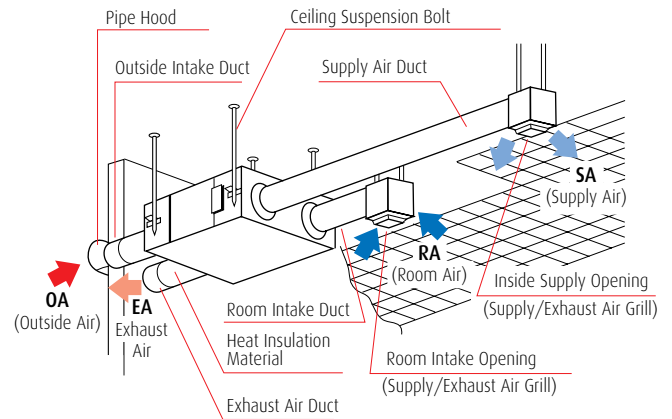 Pipe Hood
Ceiling Suspension Bolt
Outside Intake Duct
Supply Air Duct
SA
(Supply Air)
OA
(Outside Air)
EA
Exhaust
Air
RA
(Room Air)
Inside Supply Opening
(Supply/Exhaust Air Grill)
Room Intake Duct
Heat Insulation
Material
Room Intake Opening
(Supply/Exhaust Air Grill)
Exhaust Air Duct